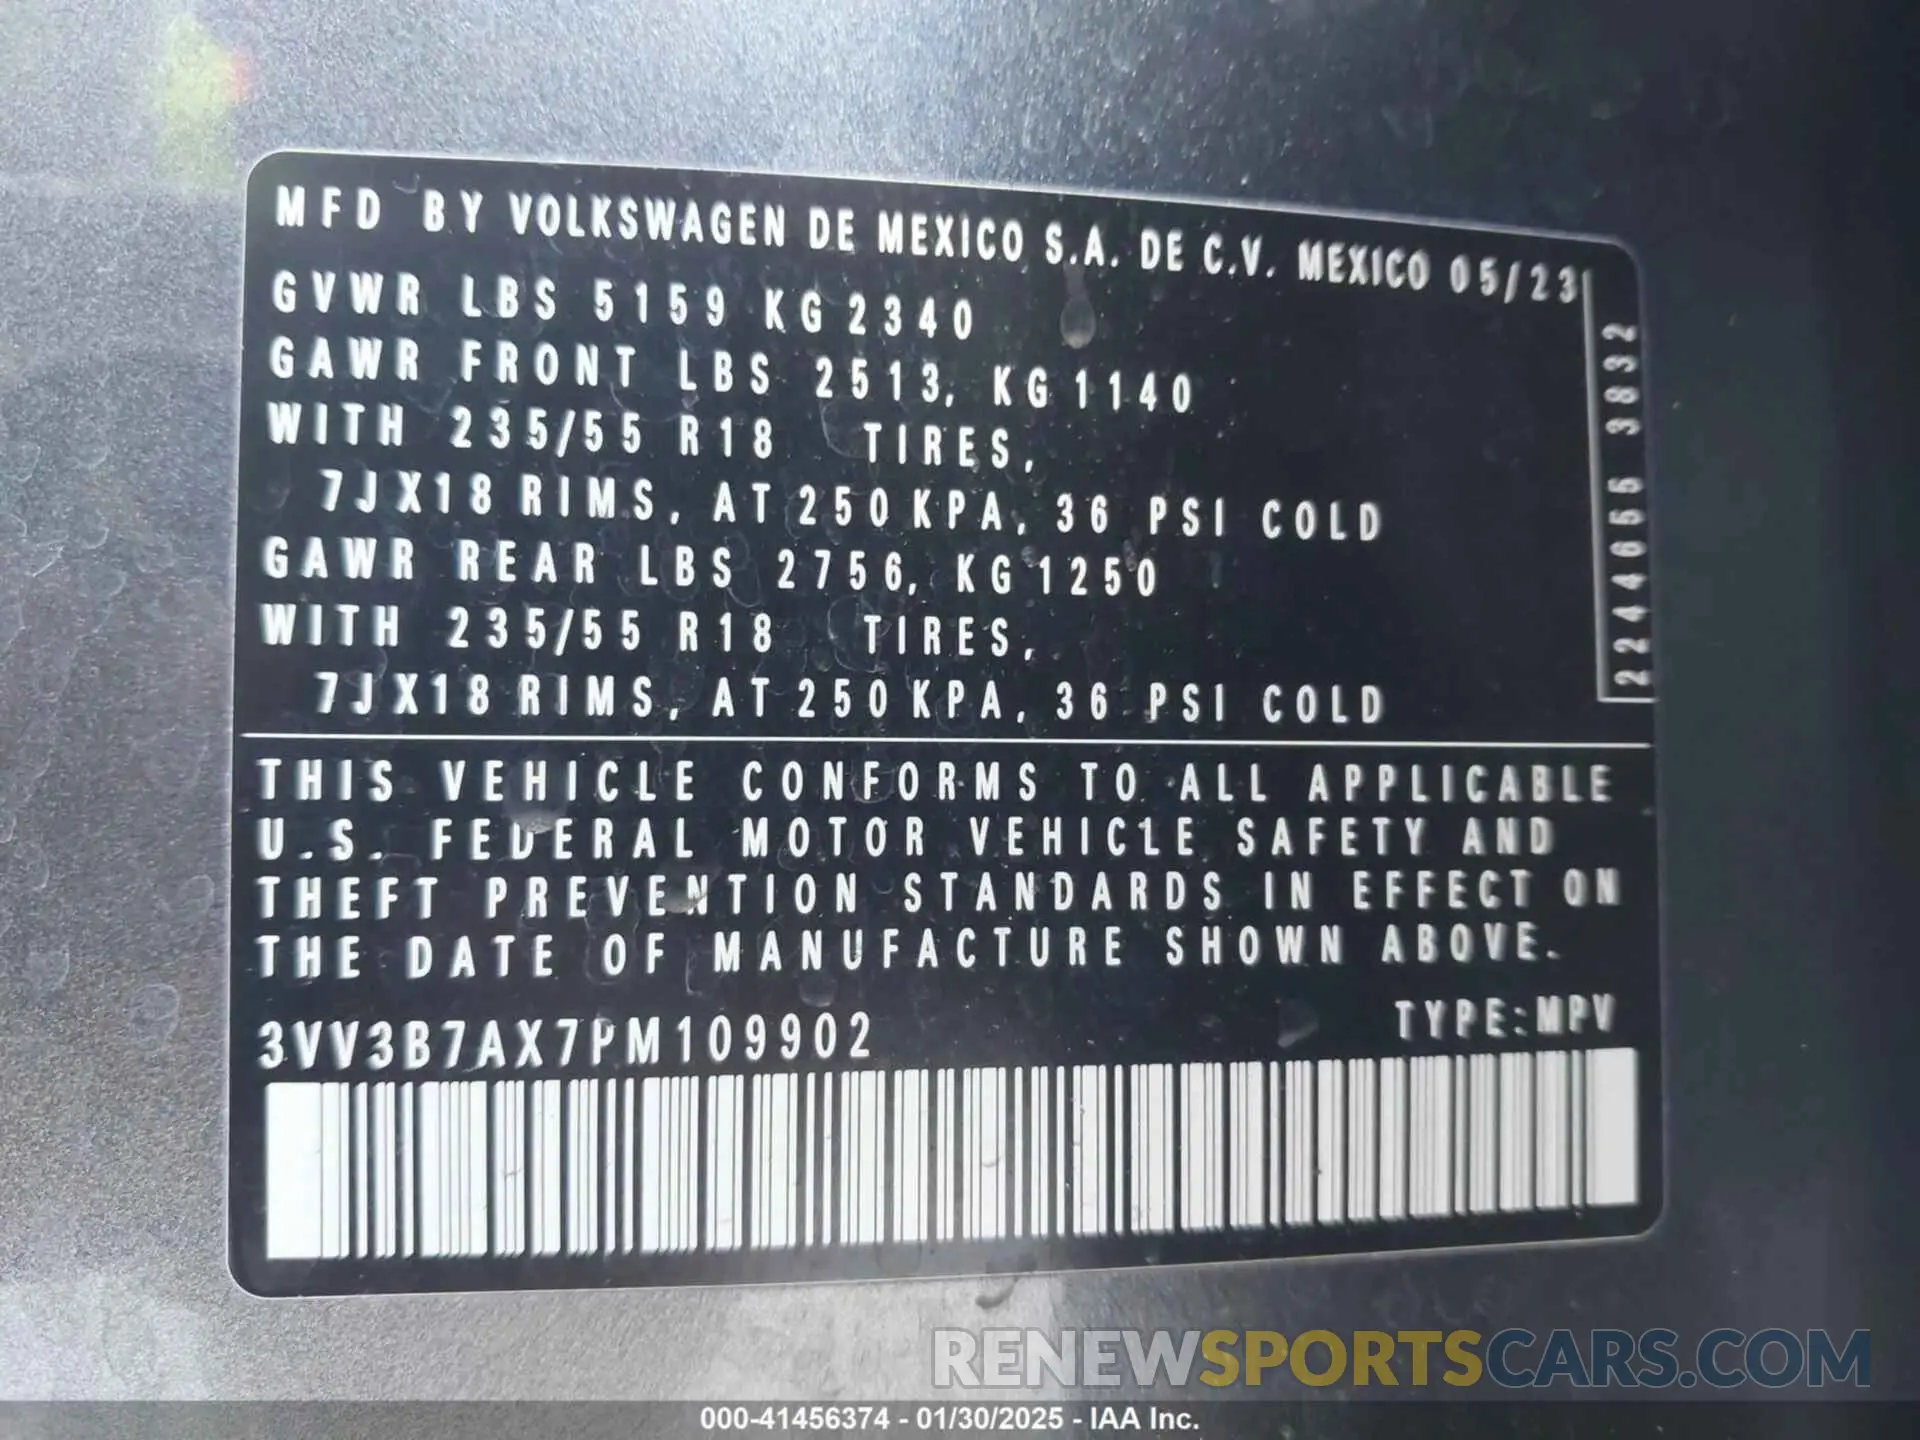 MFD BY VOLKSWAGEN DE MEXICO S.A. DE C.V. MEXICO 05/23
GVWR LBS 5159 KG 2340
GAWR FRONT LBS 2513, KG 1140
WITH 235/55 R18 TIRES,
7JX18 RIMS, AT 250 KPA, 36 PSI COLD
GAWR REAR LBS 2756, KG 1250
WITH 235/55 R18 TIRES,
7JX18 RIMS, AT 250 KPA, 36 PSI COLD
2244655 3832
THIS VEHICLE CONFORMS TO ALL APPLICABLE
U.S. FEDERAL MOTOR VEHICLE SAFETY AND
THEFT PREVENTION STANDARDS IN EFFECT ON
THE DATE OF MANUFACTURE SHOWN ABOVE.
3VV3B7AX7PM109902 TYPE:MPV
RENEWSPORTSCARS.COM
000-41456374 - 01/30/2025 - IAA Inc.